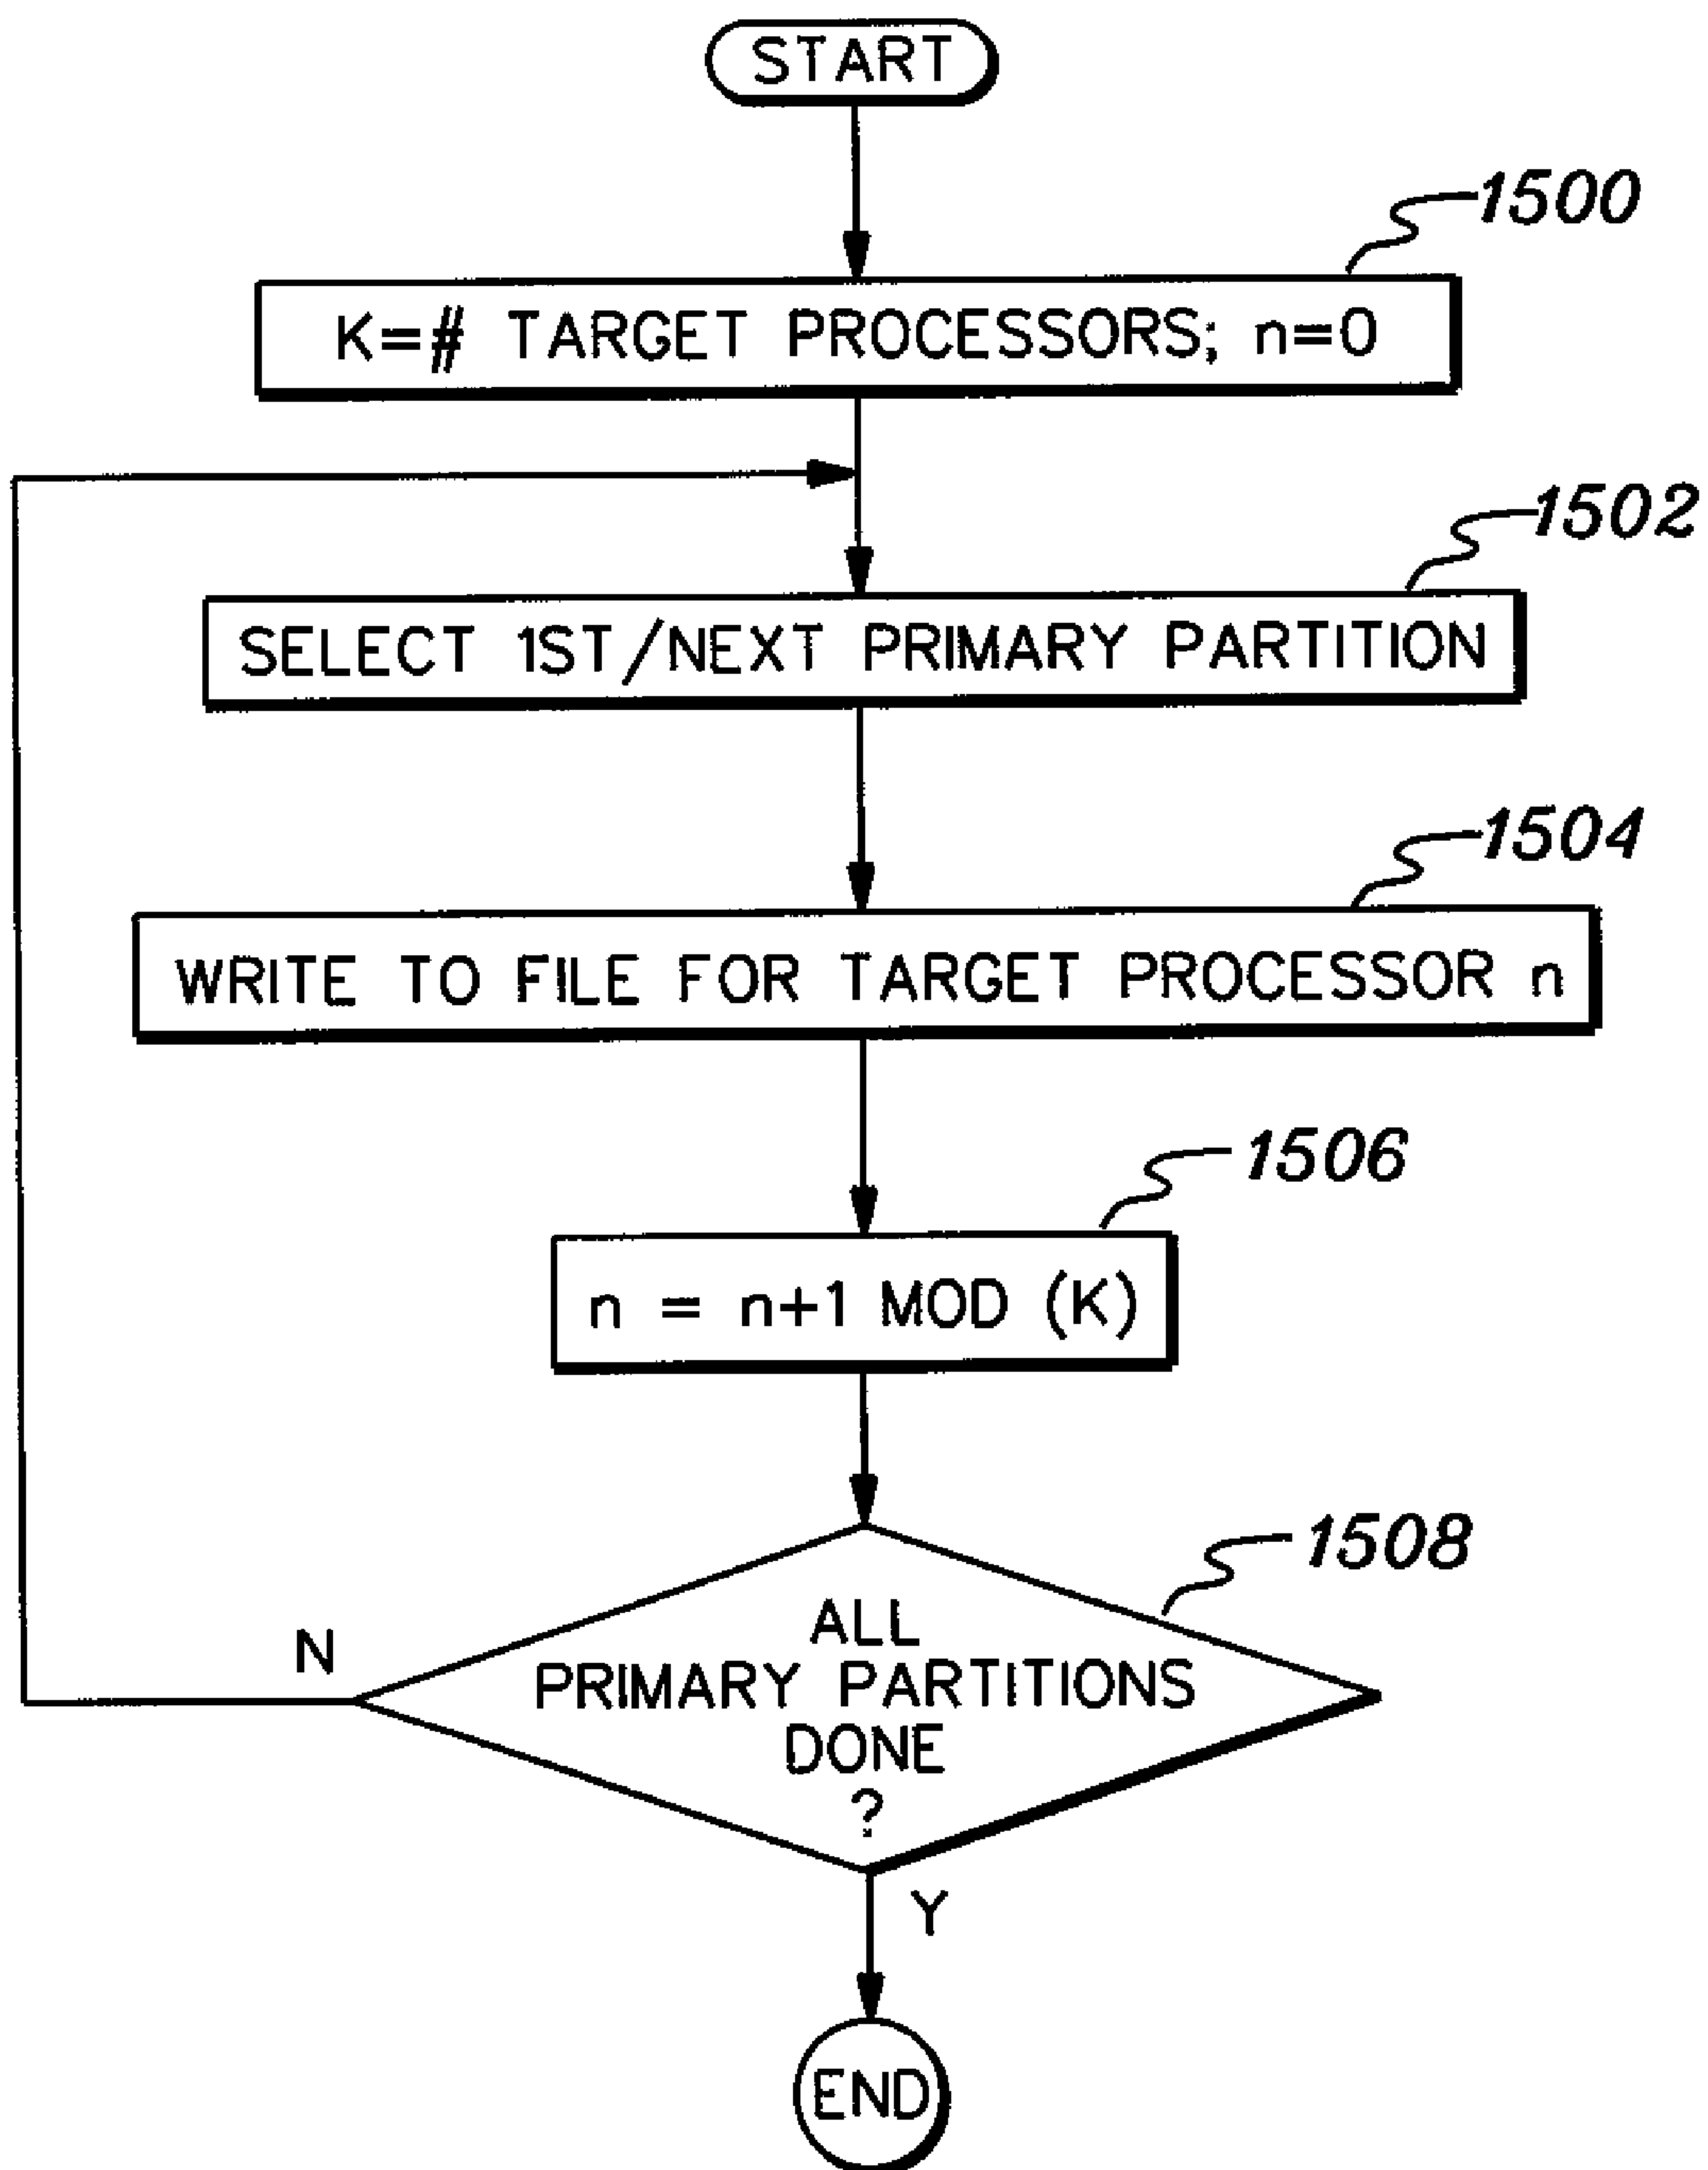 START
1500
K=# TARGET PROCESSORS; n=0
1502
SELECT 1ST/NEXT PRIMARY PARTITION
1504
WRITE TO FILE FOR TARGET PROCESSOR n
1506
n = n+1 MOD (K)
1508
ALL
PRIMARY PARTITIONS
DONE
?
N
Y
END